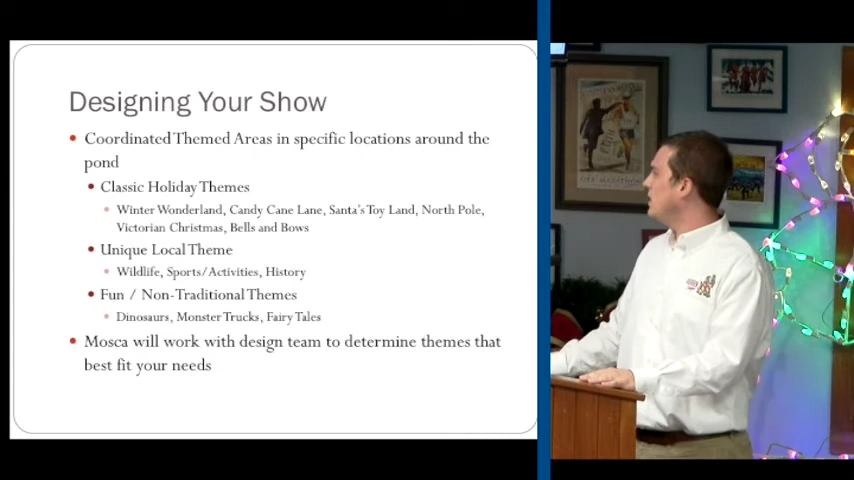 Designing Your Show
Coordinated Themed Areas in specific locations around the
pond
Classic Holiday Themes
Winter Wonderland, Candy Cane Lane, Santa's Toy Land, North Pole,
Victorian Christmas, Bells and Bows
Unique Local Theme
Wildlife, Sports/Activities, History
Fun / Non-Traditional Themes
Dinosaurs, Monster Trucks, Fairy Tales
Mosca will work with design team to determine themes that
best fit your needs